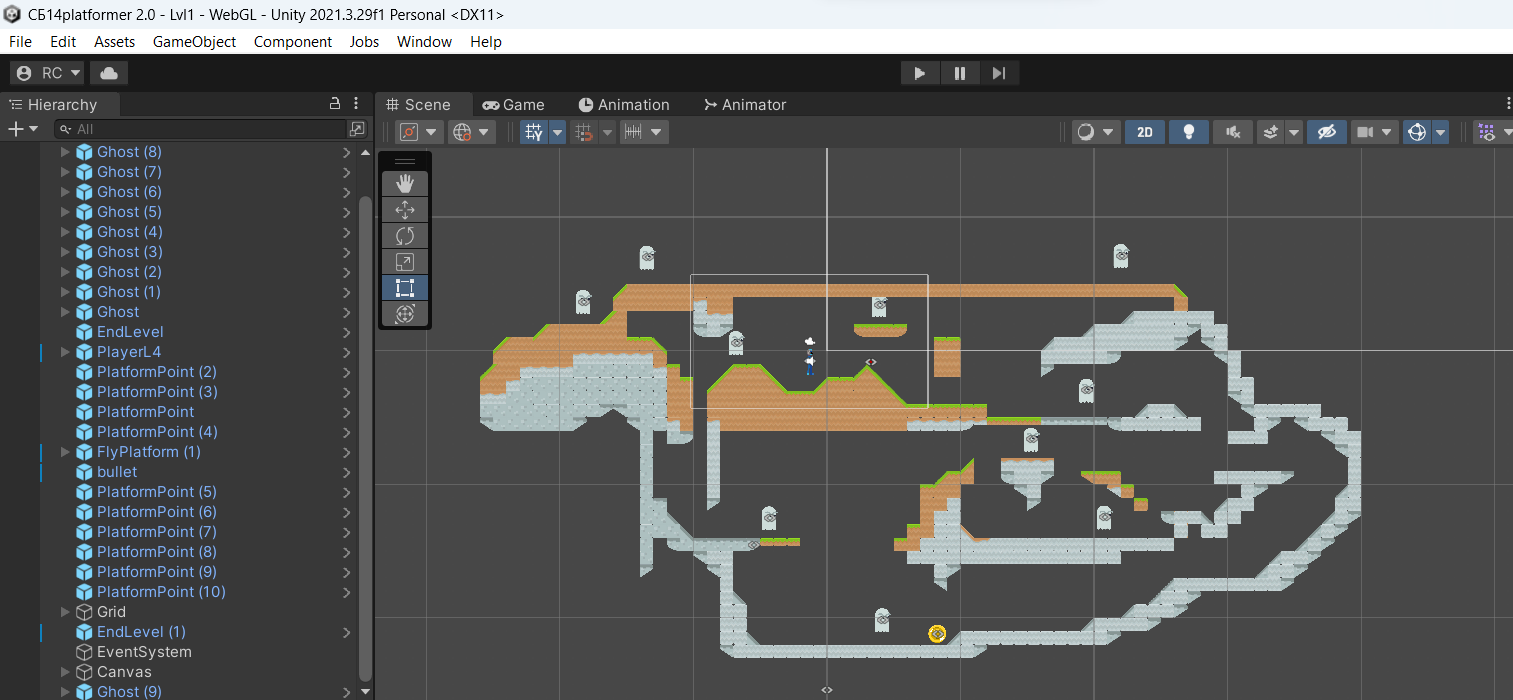 СБ14platformer 2.0 - Lvl1 - WebGL - Unity 2021.3.29f1 Personal <DX11>
File Edit Assets GameObject Component Jobs Window Help
RC
Hierarchy
Scene Game Animation Animator
All
2D
Ghost (8)
Ghost (7)
Ghost (6)
Ghost (5)
Ghost (4)
Ghost (3)
Ghost (2)
Ghost (1)
Ghost
EndLevel
PlayerL4
PlatformPoint (2)
PlatformPoint (3)
PlatformPoint
PlatformPoint (4)
FlyPlatform (1)
bullet
PlatformPoint (5)
PlatformPoint (6)
PlatformPoint (7)
PlatformPoint (8)
PlatformPoint (9)
PlatformPoint (10)
Grid
EndLevel (1)
EventSystem
Canvas
Ghost (9)